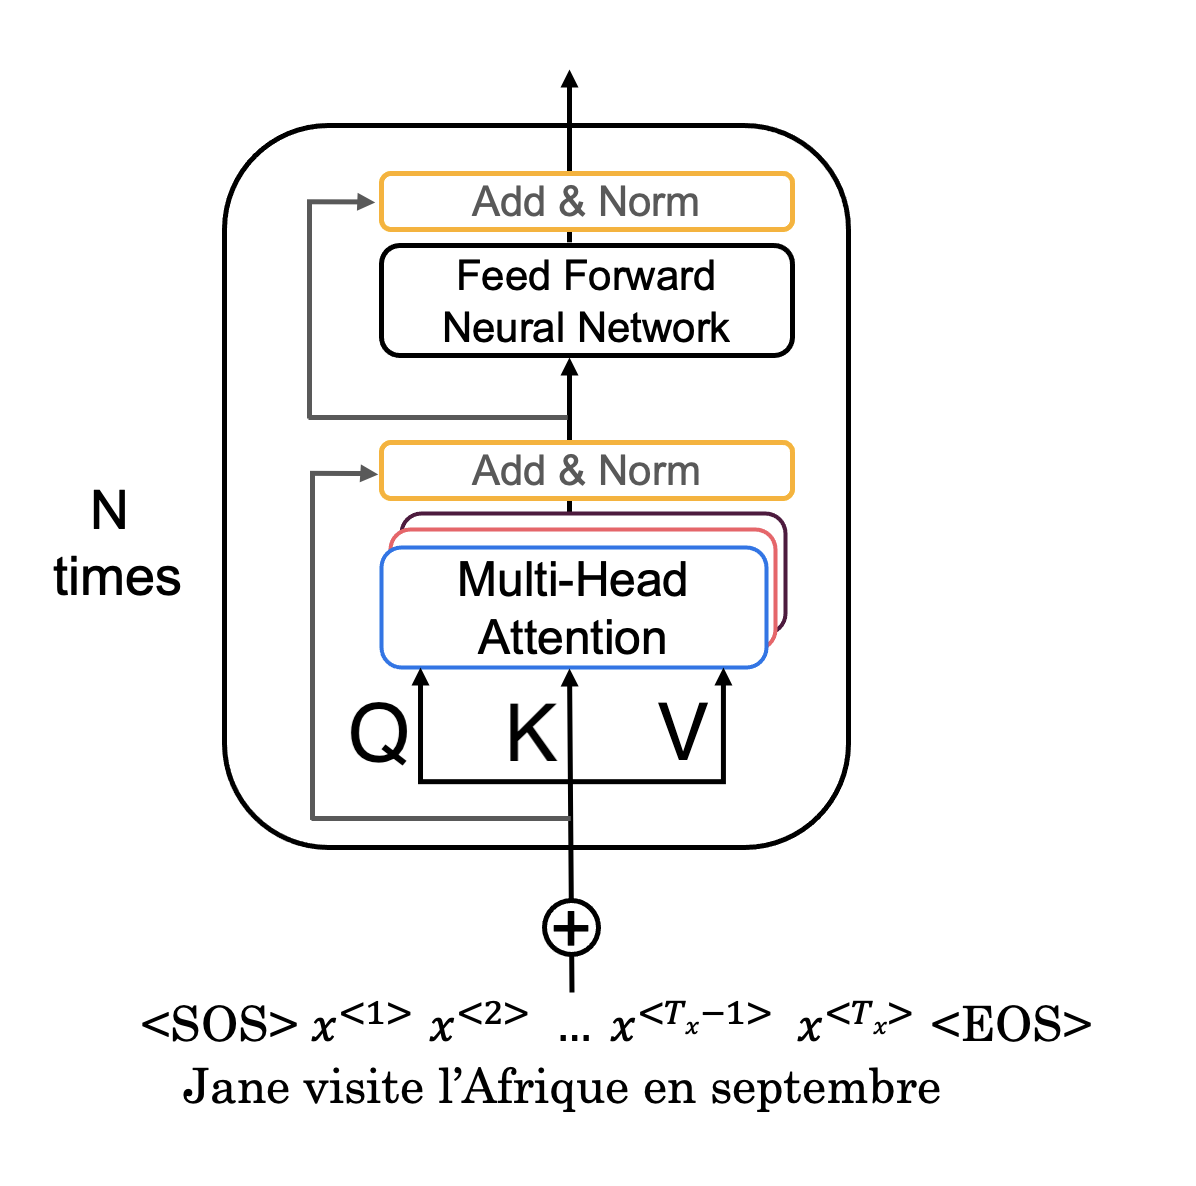 Add & Norm
Feed Forward
Neural Network
Add & Norm
N
times
Multi-Head
Attention
Q K V
<SOS> x^{<1>} x^{<2>} ... x^{<T_x-1>} x^{<T_x>} <EOS>
Jane visite l'Afrique en septembre